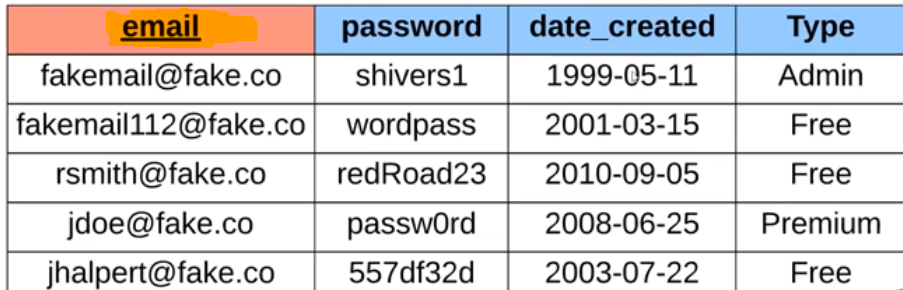 email password date_created Type
fakemail@fake.co shivers1 1999-05-11 Admin
fakemail112@fake.co wordpass 2001-03-15 Free
rsmith@fake.co redRoad23 2010-09-05 Free
jdoe@fake.co passw0rd 2008-06-25 Premium
jhalpert@fake.co 557df32d 2003-07-22 Free